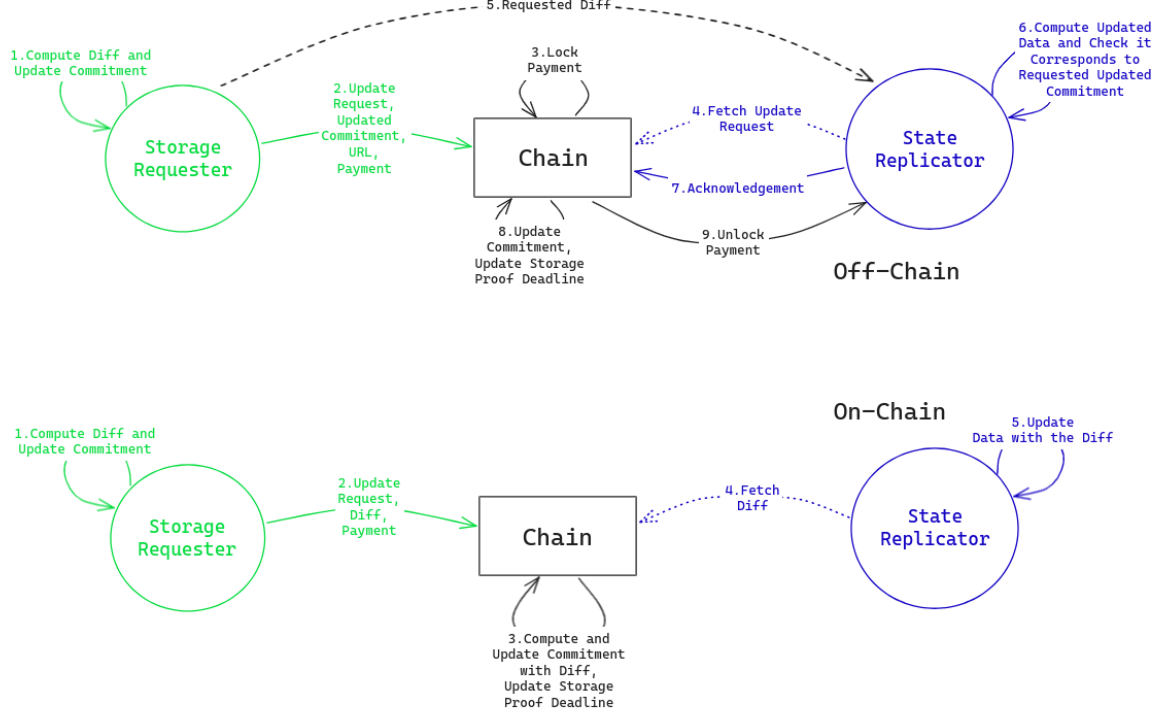 5.Requested Diff
1.Compute Diff and
Update Commitment
Storage
Requester
2.Update
Request,
Updated
Commitment,
URL,
Payment
3.Lock
Payment
Chain
4.Fetch Update
Request
State
Replicator
6.Compute Updated
Data and Check it
Corresponds to
Requested Updated
Commitment
7.Acknowledgement
8.Update
Commitment,
Update Storage
Proof Deadline
9.Unlock
Payment
Off-Chain
On-Chain
1.Compute Diff and
Update Commitment
Storage
Requester
2.Update
Request,
Diff,
Payment
Chain
3.Compute and
Update Commitment
with Diff,
Update Storage
Proof Deadline
4.Fetch
Diff
5.Update
Data with the Diff
State
Replicator